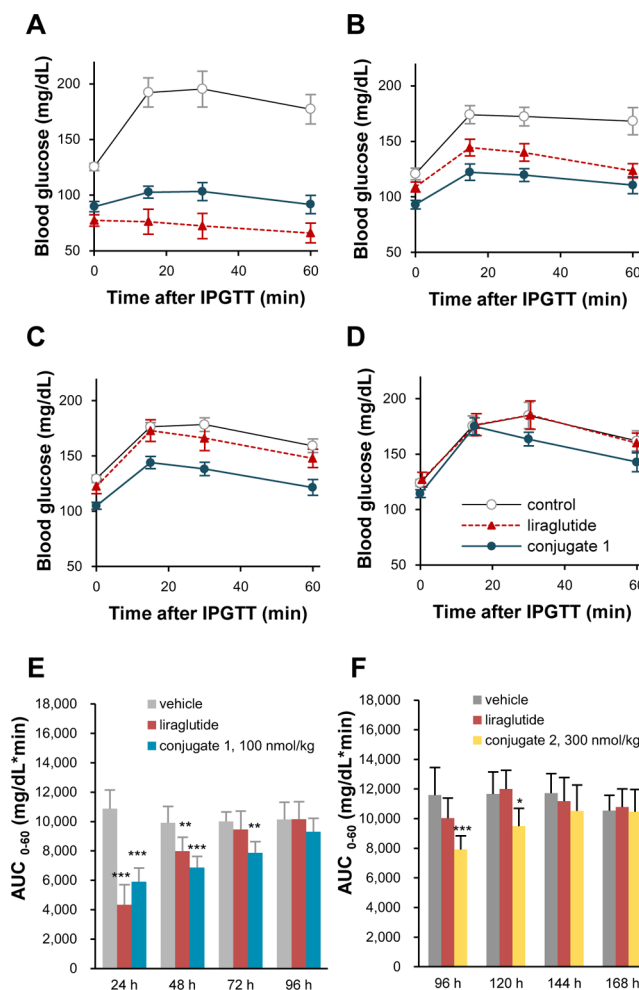 A
Blood glucose (mg/dL)
200
150
100
50
0 20 40 60
Time after IPGTT (min)
B
Blood glucose (mg/dL)
200
150
100
50
0 20 40 60
Time after IPGTT (min)
C
Blood glucose (mg/dL)
200
150
100
50
0 20 40 60
Time after IPGTT (min)
D
Blood glucose (mg/dL)
200
150
100
50
0 20 40 60
control
liraglutide
conjugate 1
Time after IPGTT (min)
E
AUC 0-60 (mg/dL*min)
18,000
16,000
14,000
12,000
10,000
8,000
6,000
4,000
2,000
0
vehicle
liraglutide
conjugate 1, 100 nmol/kg
*** *** ** *** **
24 h 48 h 72 h 96 h
F
AUC 0-60 (mg/dL*min)
18,000
16,000
14,000
12,000
10,000
8,000
6,000
4,000
2,000
0
vehicle
liraglutide
conjugate 2, 300 nmol/kg
*** *
96 h 120 h 144 h 168 h